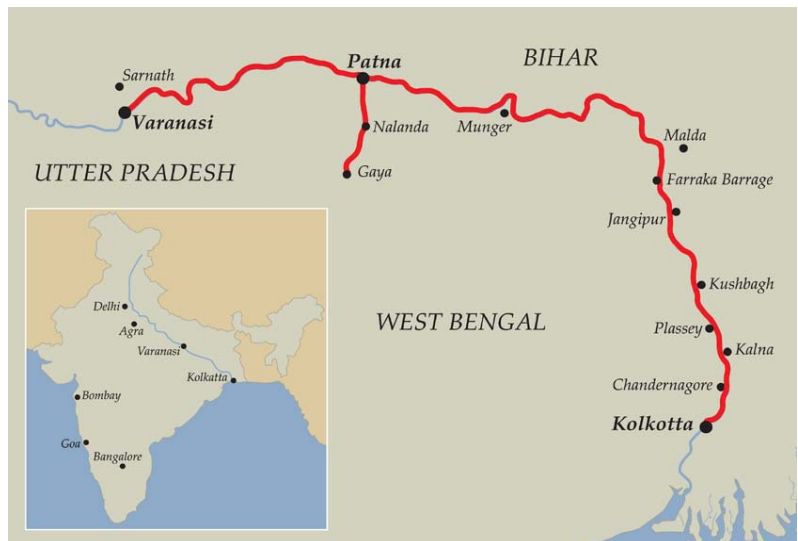 Patna
BIHAR
Sarnath
Varanasi
Nalanda
Munger
Malda
UTTER PRADESH
Gaya
Farraka Barrage
Jangipur
Kushbagh
WEST BENGAL
Plassey
Kalna
Chandernagore
Kolkotta
Delhi
Agra
Varanasi
Kolkatta
Bombay
Goa
Bangalore